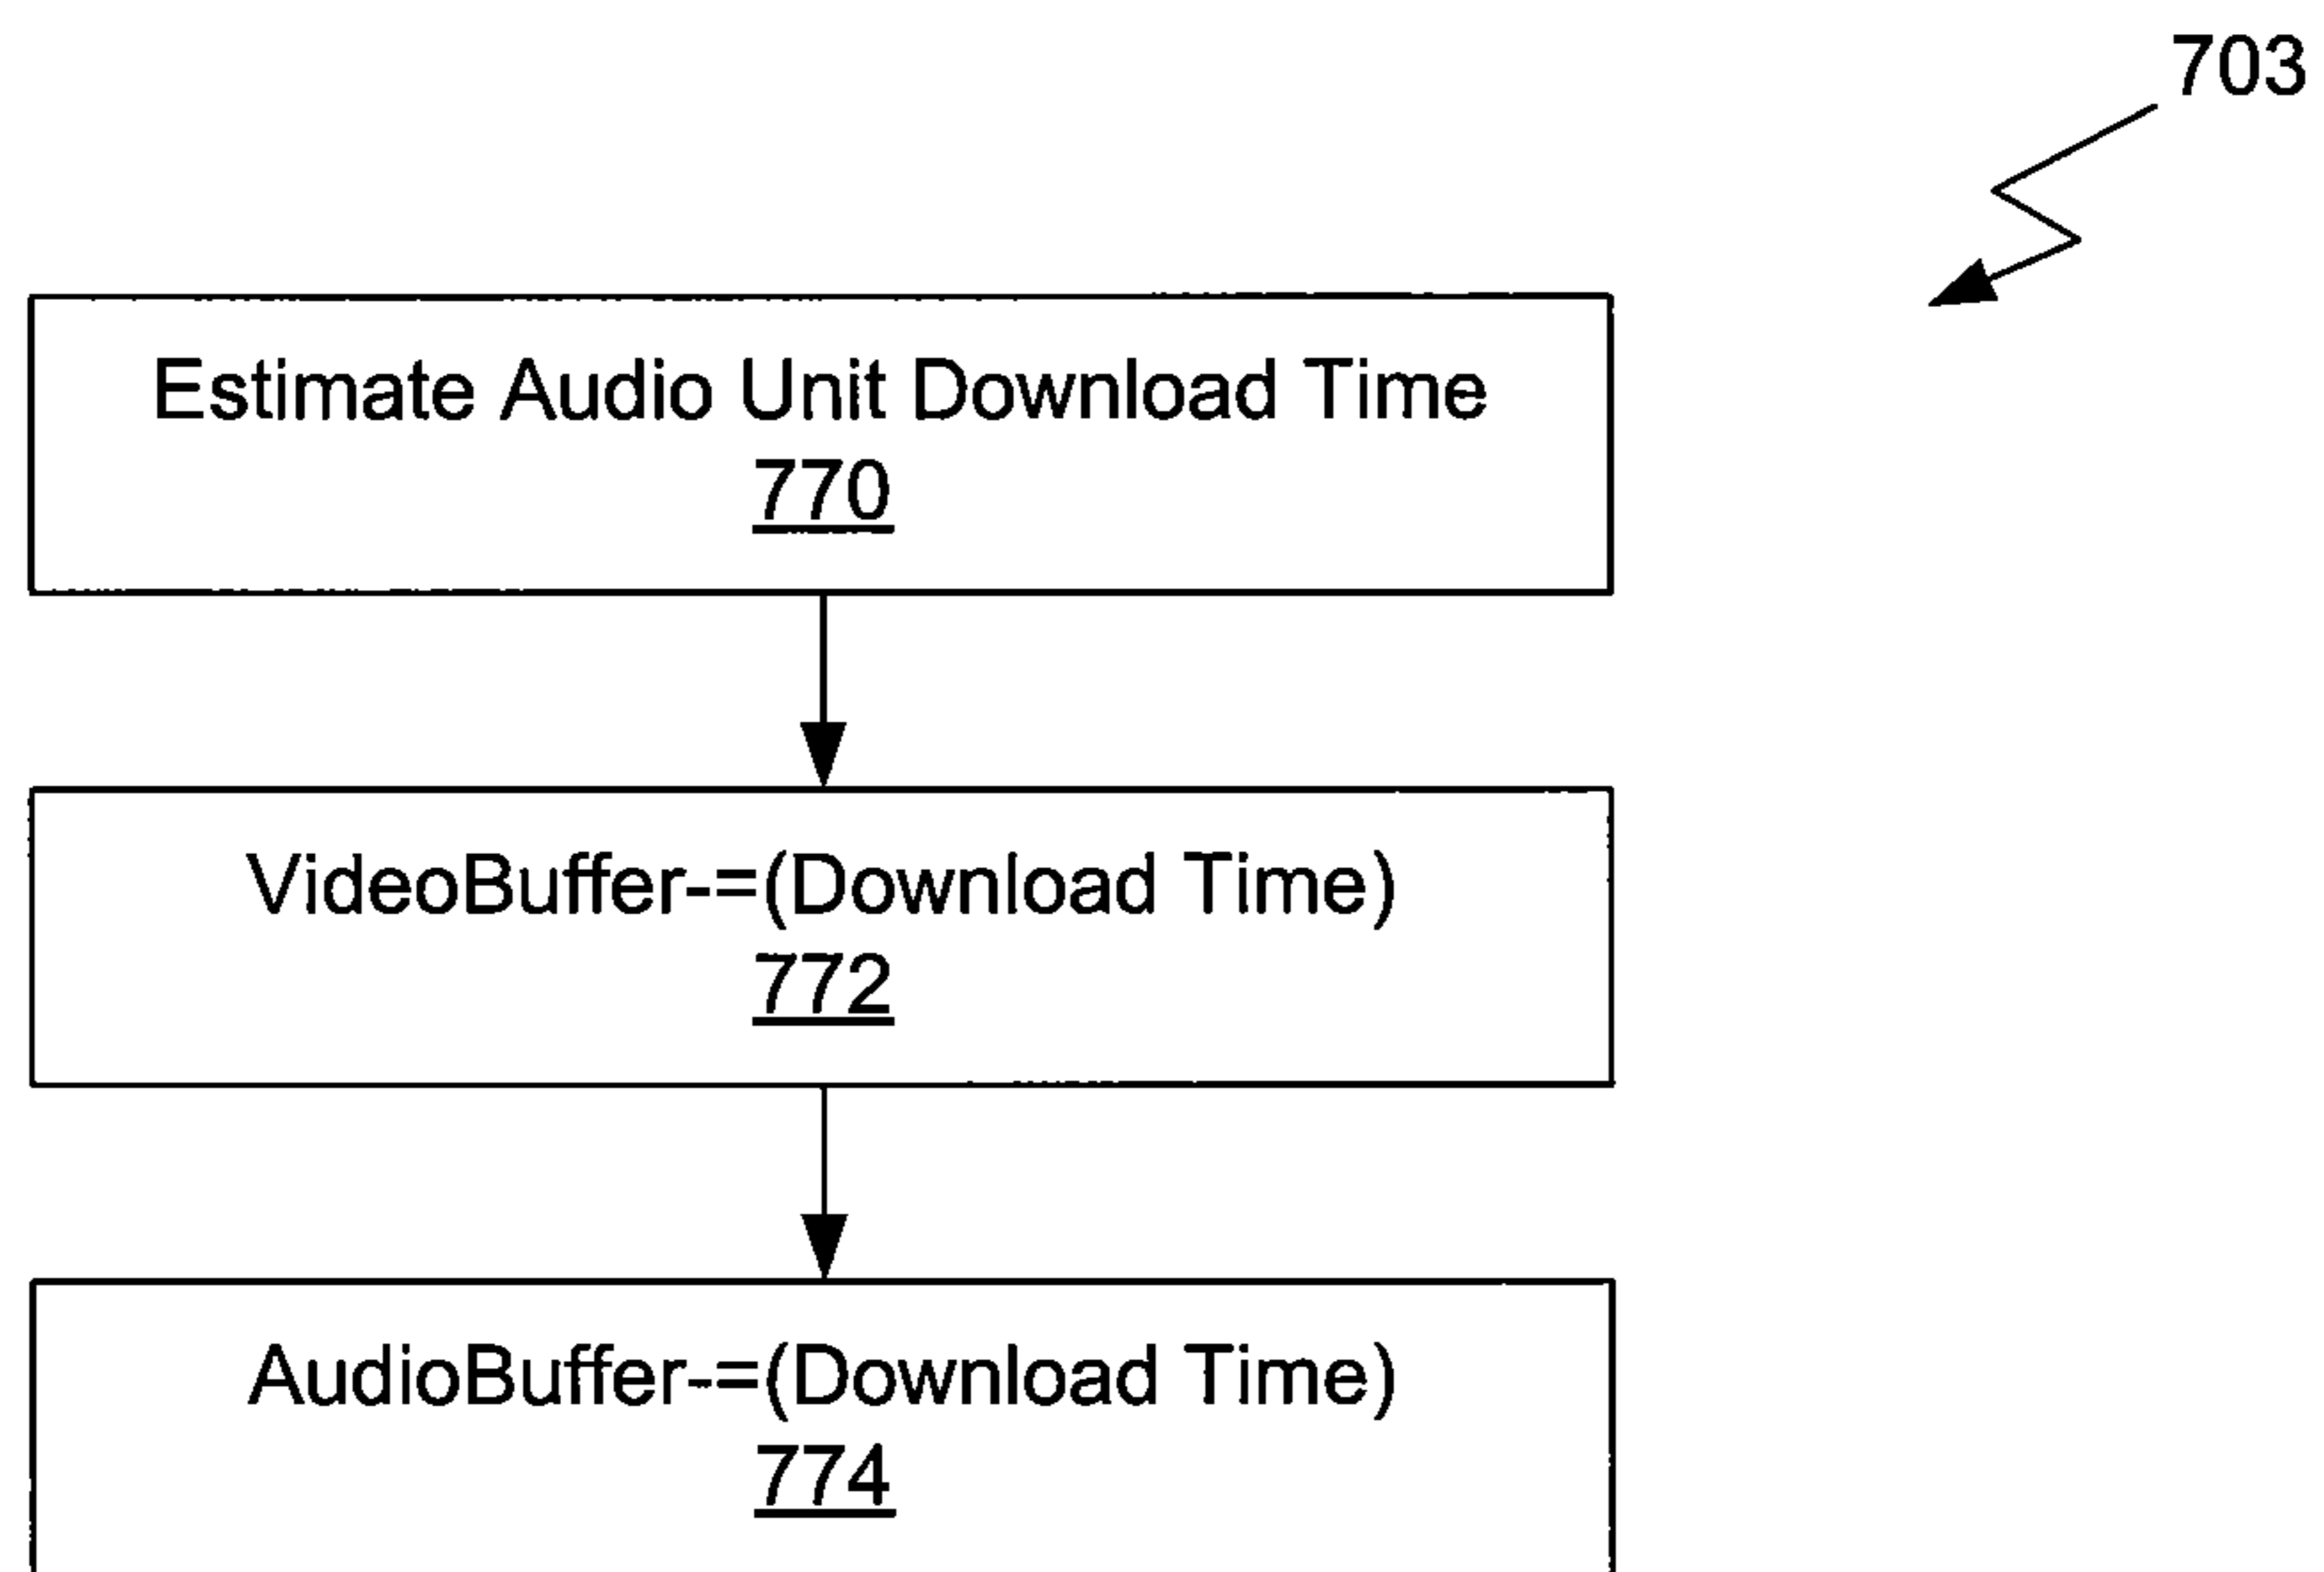 703
Estimate Audio Unit Download Time
770
VideoBuffer-=(Download Time)
772
AudioBuffer-=(Download Time)
774